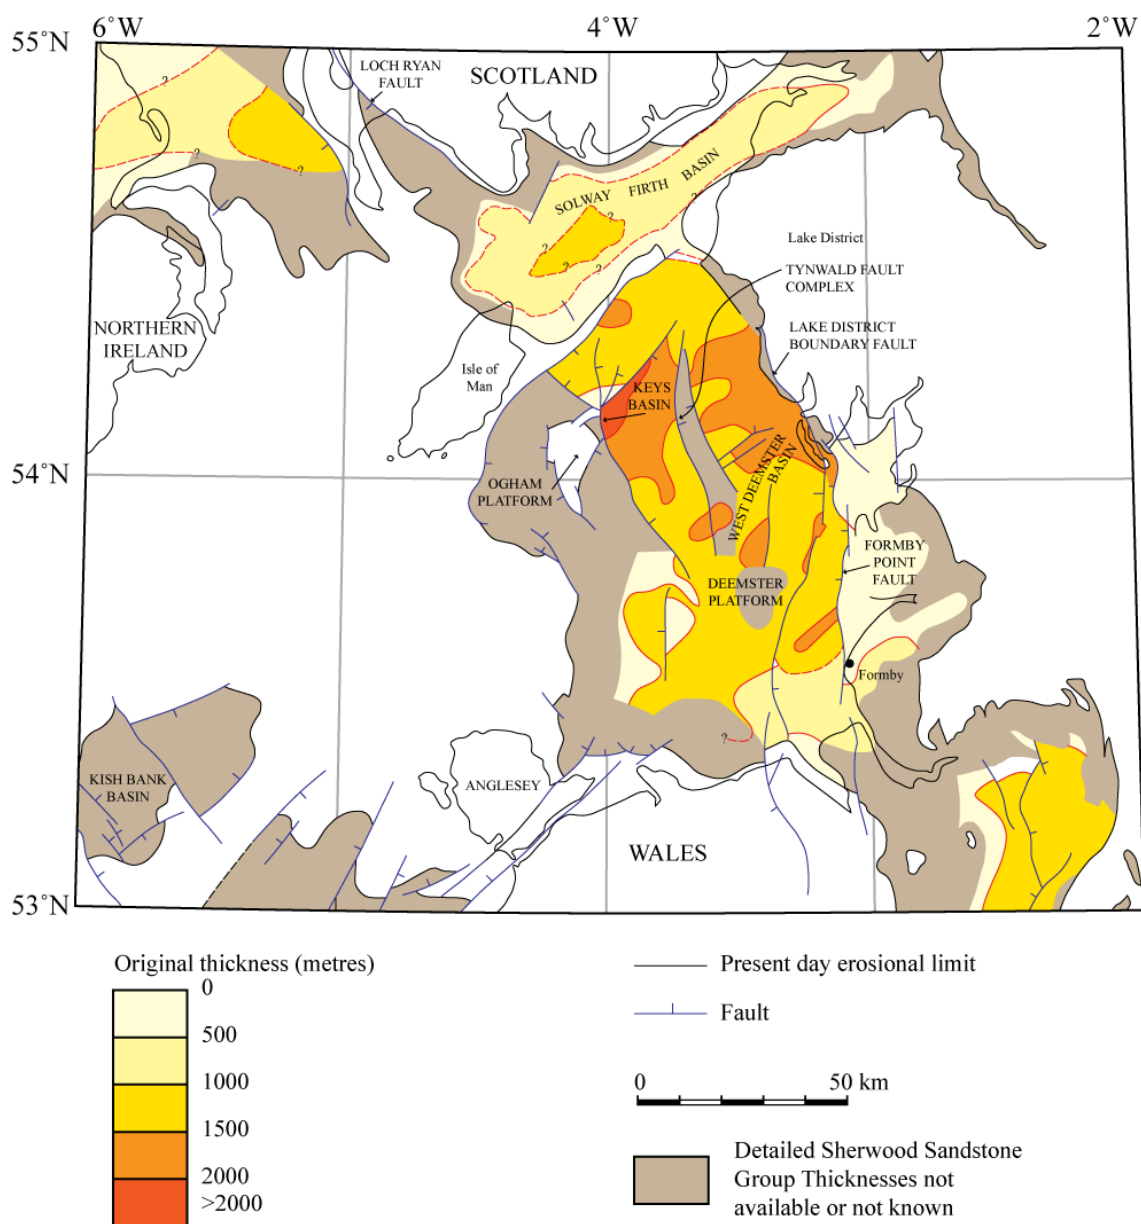 6˚W
4˚W
2˚W
55˚N
LOCH RYAN
FAULT
SCOTLAND
?
?
?
SOLWAY FIRTH BASIN
?
?
?
?
?
Lake District
TYNWALD FAULT
COMPLEX
NORTHERN
IRELAND
LAKE DISTRICT
BOUNDARY FAULT
Isle of
Man
KEYS
BASIN
54˚N
OGHAM
PLATFORM
WEST DEEMSTER
BASIN
FORMBY
POINT
FAULT
DEEMSTER
PLATFORM
Formby
?
KISH BANK
BASIN
ANGLESEY
WALES
53˚N
Original thickness (metres)
0
500
1000
1500
2000
>2000
Present day erosional limit
Fault
0 50 km
Detailed Sherwood Sandstone
Group Thicknesses not
available or not known